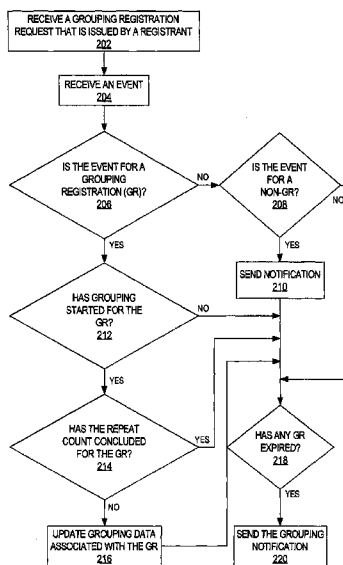 RECEIVE A GROUPING REGISTRATION
REQUEST THAT IS ISSUED BY A REGISTRANT
202
RECEIVE AN EVENT
204
IS THE EVENT FOR A
GROUPING
REGISTRATION (GR)?
206
NO
IS THE EVENT
FOR A
NON-GR?
208
NO
YES
YES
SEND NOTIFICATION
210
HAS GROUPING
STARTED FOR THE
GR?
212
NO
YES
HAS THE REPEAT
COUNT CONCLUDED
FOR THE GR?
214
YES
HAS ANY GR
EXPIRED?
218
NO
YES
UPDATE GROUPING DATA
ASSOCIATED WITH THE GR
216
SEND THE GROUPING
NOTIFICATION
220